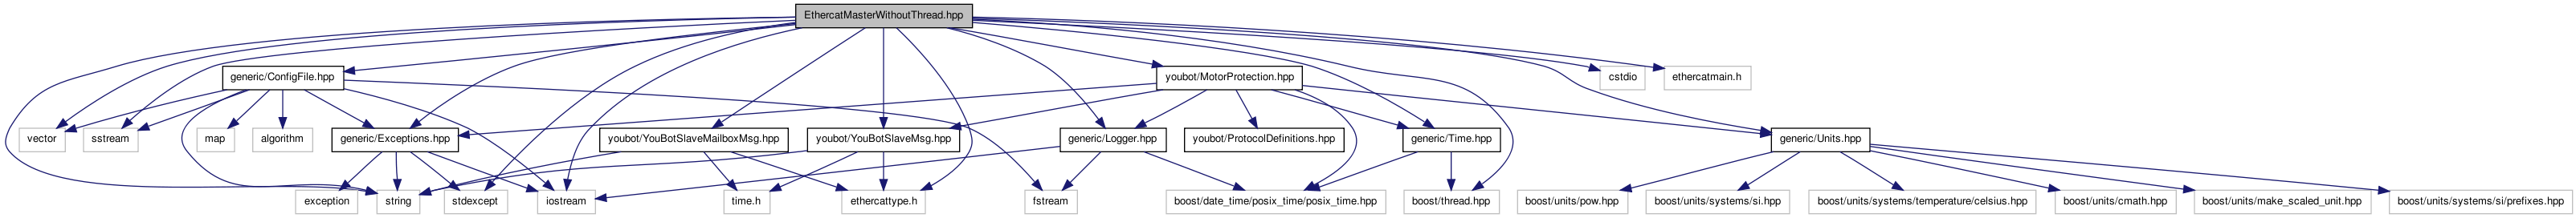 EthercatMasterWithoutThread.hpp
generic/ConfigFile.hpp
youbot/MotorProtection.hpp
cstdio
ethercatmain.h
vector
sstream
map
algorithm
generic/Exceptions.hpp
youbot/YouBotSlaveMailboxMsg.hpp
youbot/YouBotSlaveMsg.hpp
generic/Logger.hpp
youbot/ProtocolDefinitions.hpp
generic/Time.hpp
generic/Units.hpp
exception
string
stdexcept
iostream
time.h
ethercattype.h
fstream
boost/date_time/posix_time/posix_time.hpp
boost/thread.hpp
boost/units/pow.hpp
boost/units/systems/si.hpp
boost/units/systems/temperature/celsius.hpp
boost/units/cmath.hpp
boost/units/make_scaled_unit.hpp
boost/units/systems/si/prefixes.hpp